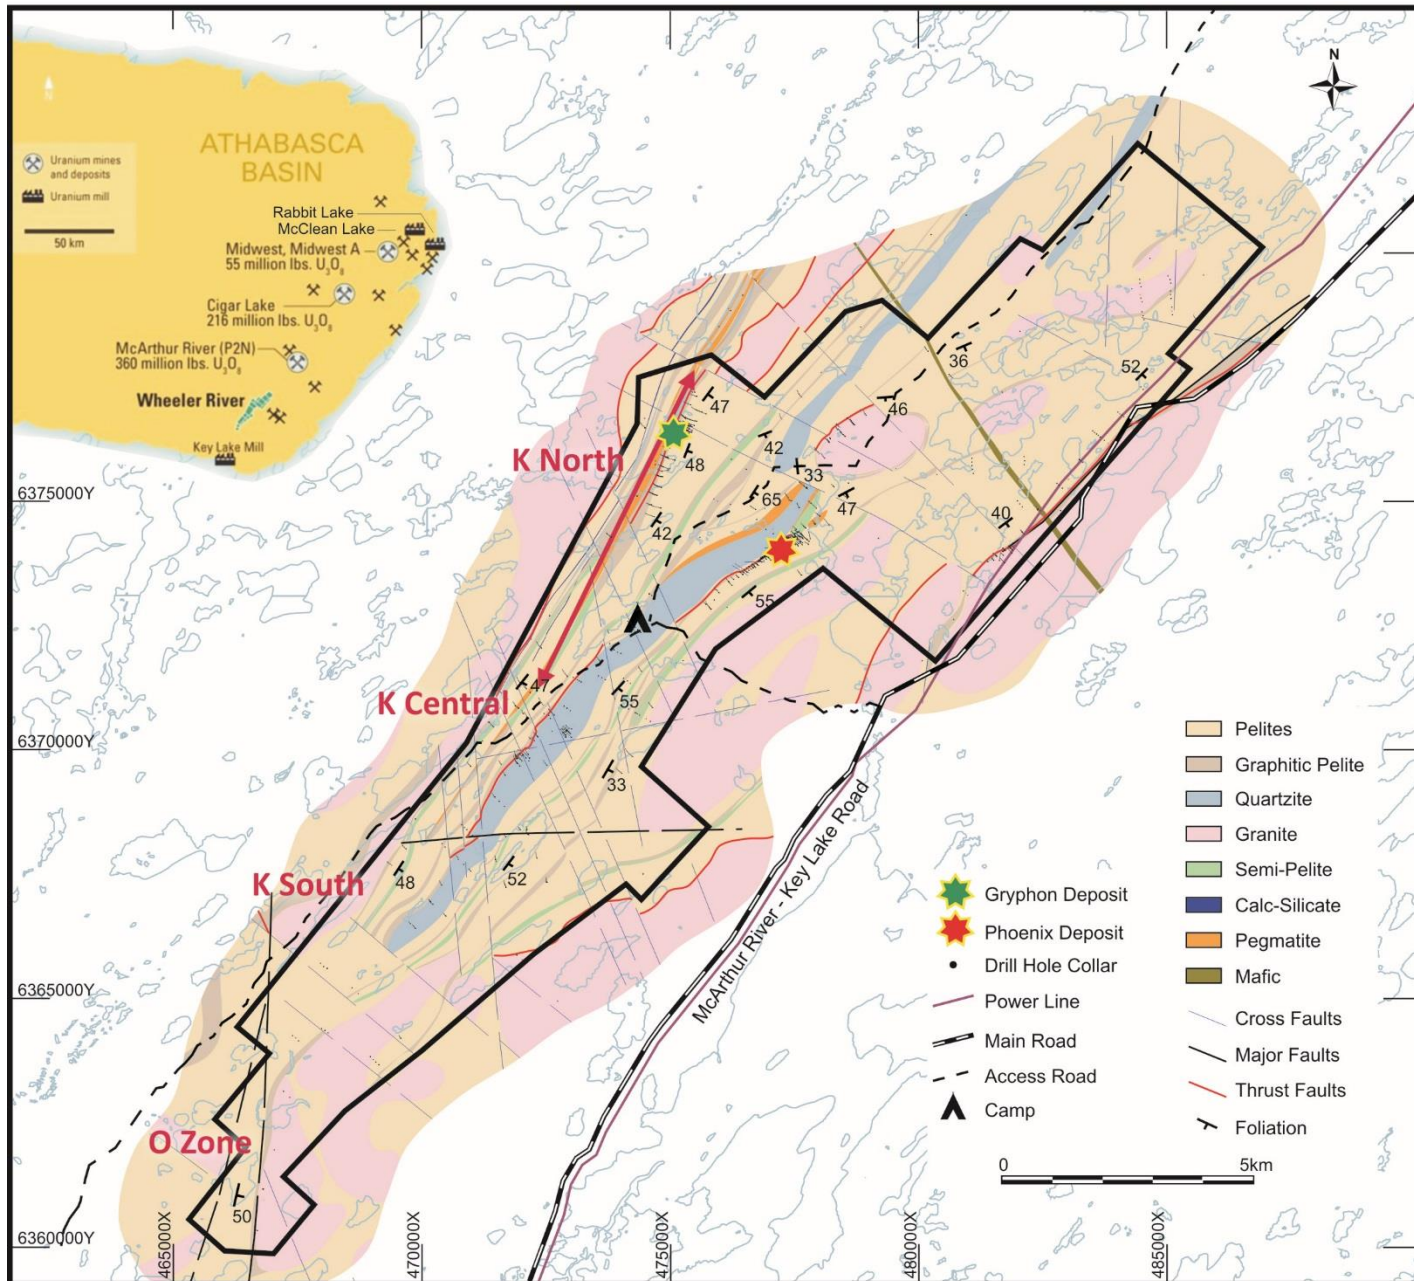 N
N
ATHABASCA
BASIN
Uranium mines
and deposits
Uranium mill
50 km
Rabbit Lake
McClean Lake
Midwest, Midwest A
55 million lbs. U3O8
Cigar Lake
216 million lbs. U3O8
McArthur River (P2N)
360 million lbs. U3O8
Wheeler River
Key Lake Mill
K North
K Central
K South
O Zone
36
52
47
46
42
48
33
65
47
42
40
55
47
55
33
48
52
50
6375000Y
6370000Y
6365000Y
6360000Y
465000X
470000X
475000X
480000X
485000X
McArthur River - Key Lake Road
Gryphon Deposit
Phoenix Deposit
Drill Hole Collar
Power Line
Main Road
Access Road
Camp
Pelites
Graphitic Pelite
Quartzite
Granite
Semi-Pelite
Calc-Silicate
Pegmatite
Mafic
Cross Faults
Major Faults
Thrust Faults
Foliation
0 5km